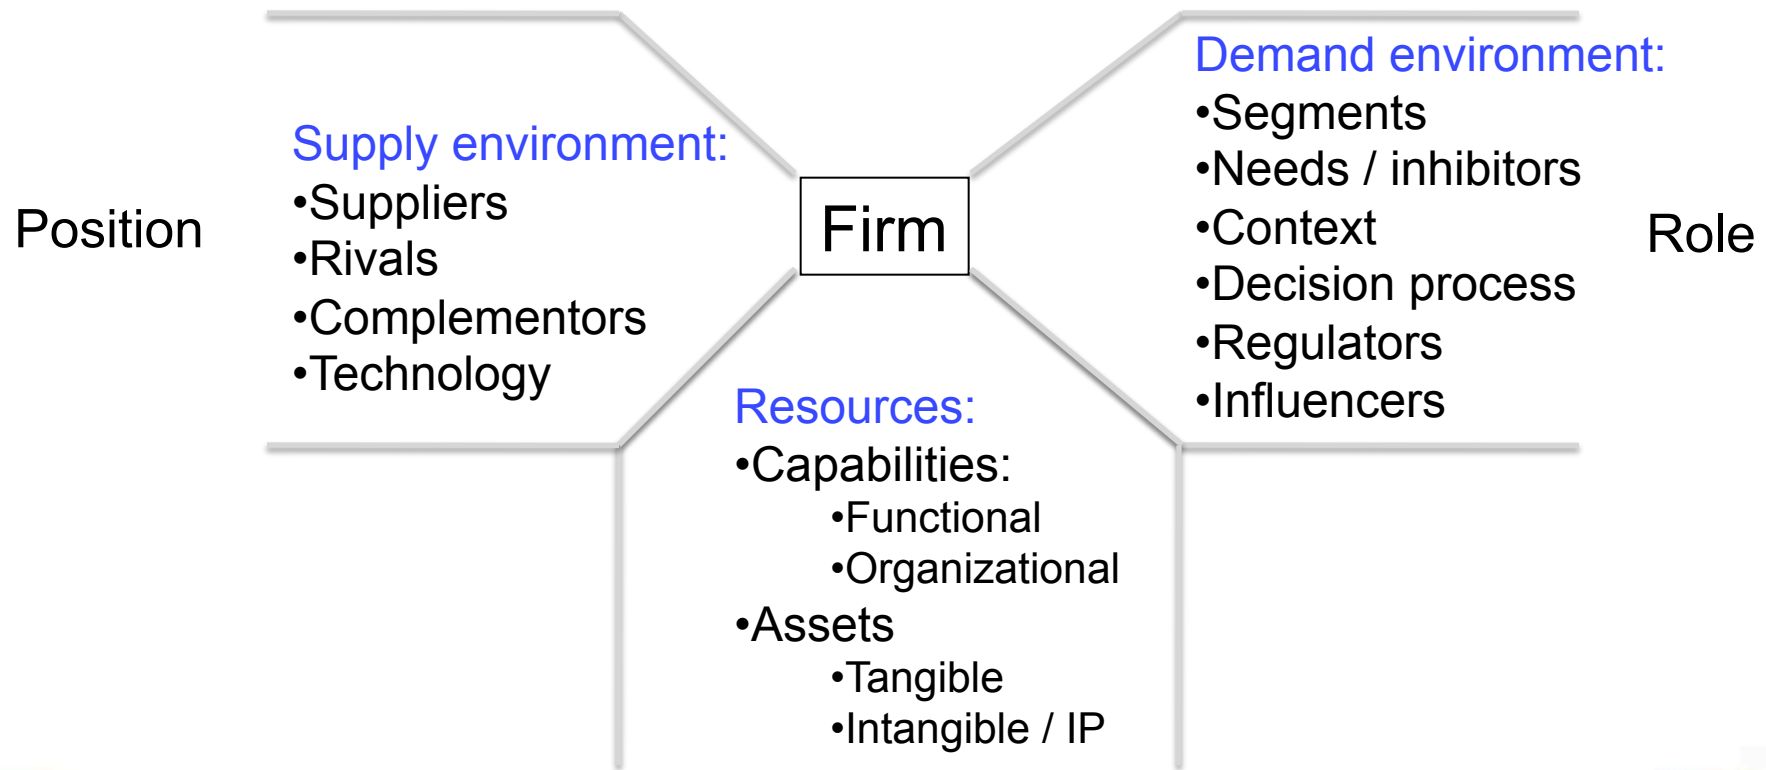 Position
Supply environment:
•Suppliers
•Rivals
•Complementors
•Technology
Firm
Resources:
•Capabilities:
•Functional
•Organizational
•Assets
•Tangible
•Intangible / IP
Demand environment:
•Segments
•Needs / inhibitors
•Context
•Decision process
•Regulators
•Influencers
Role